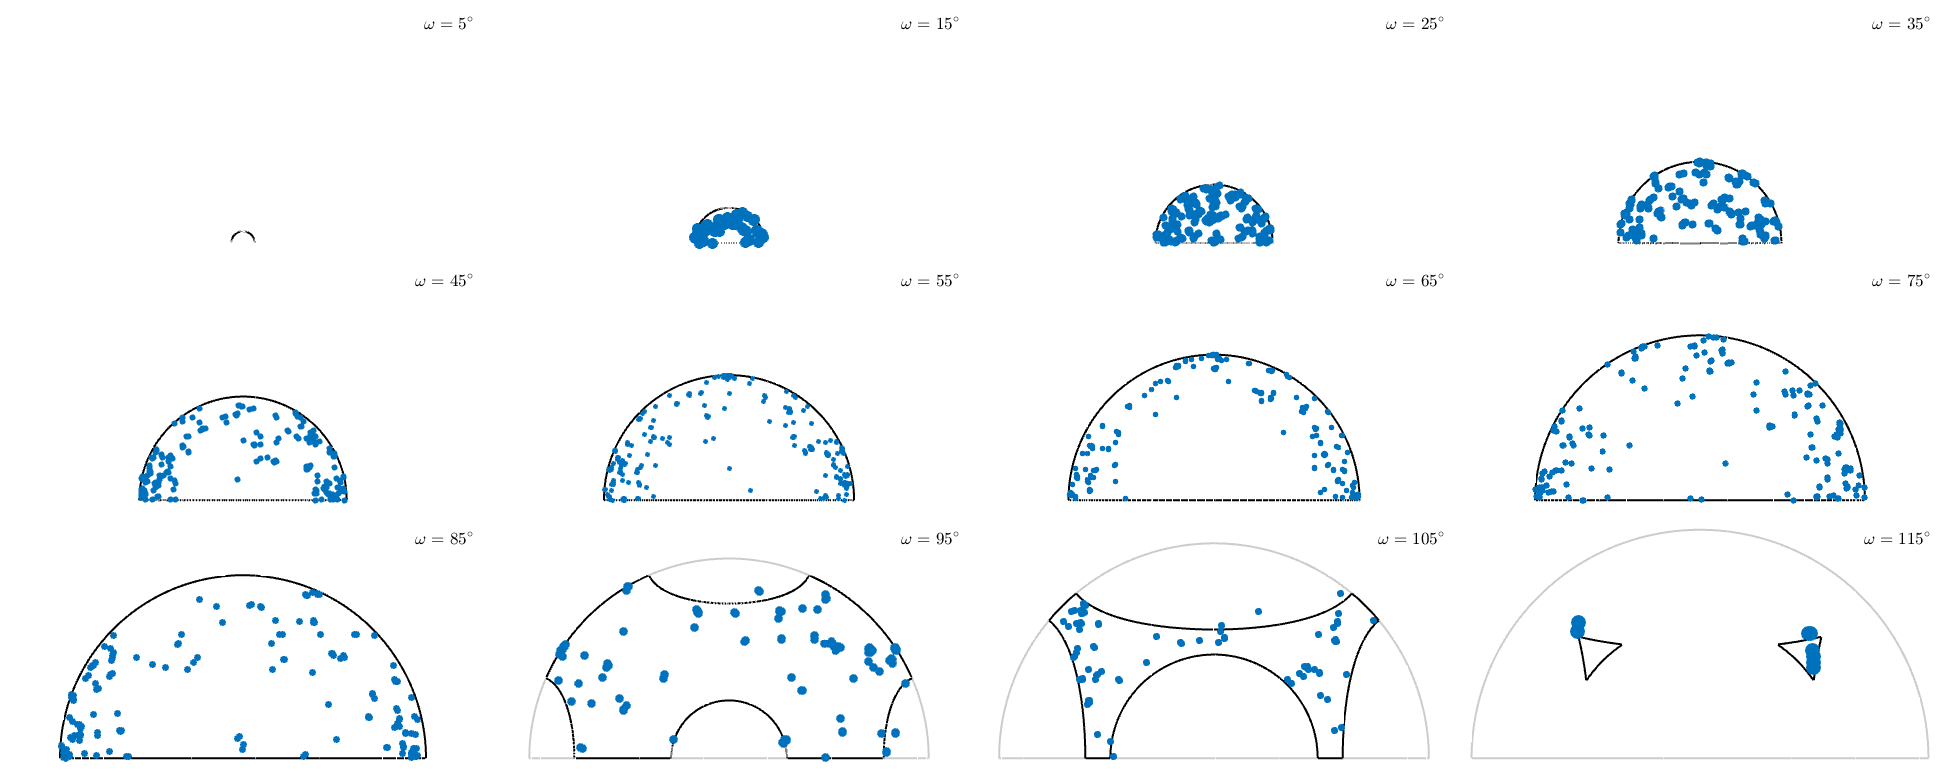 ω = 5°
ω = 15°
ω = 25°
ω = 35°
ω = 45°
ω = 55°
ω = 65°
ω = 75°
ω = 85°
ω = 95°
ω = 105°
ω = 115°